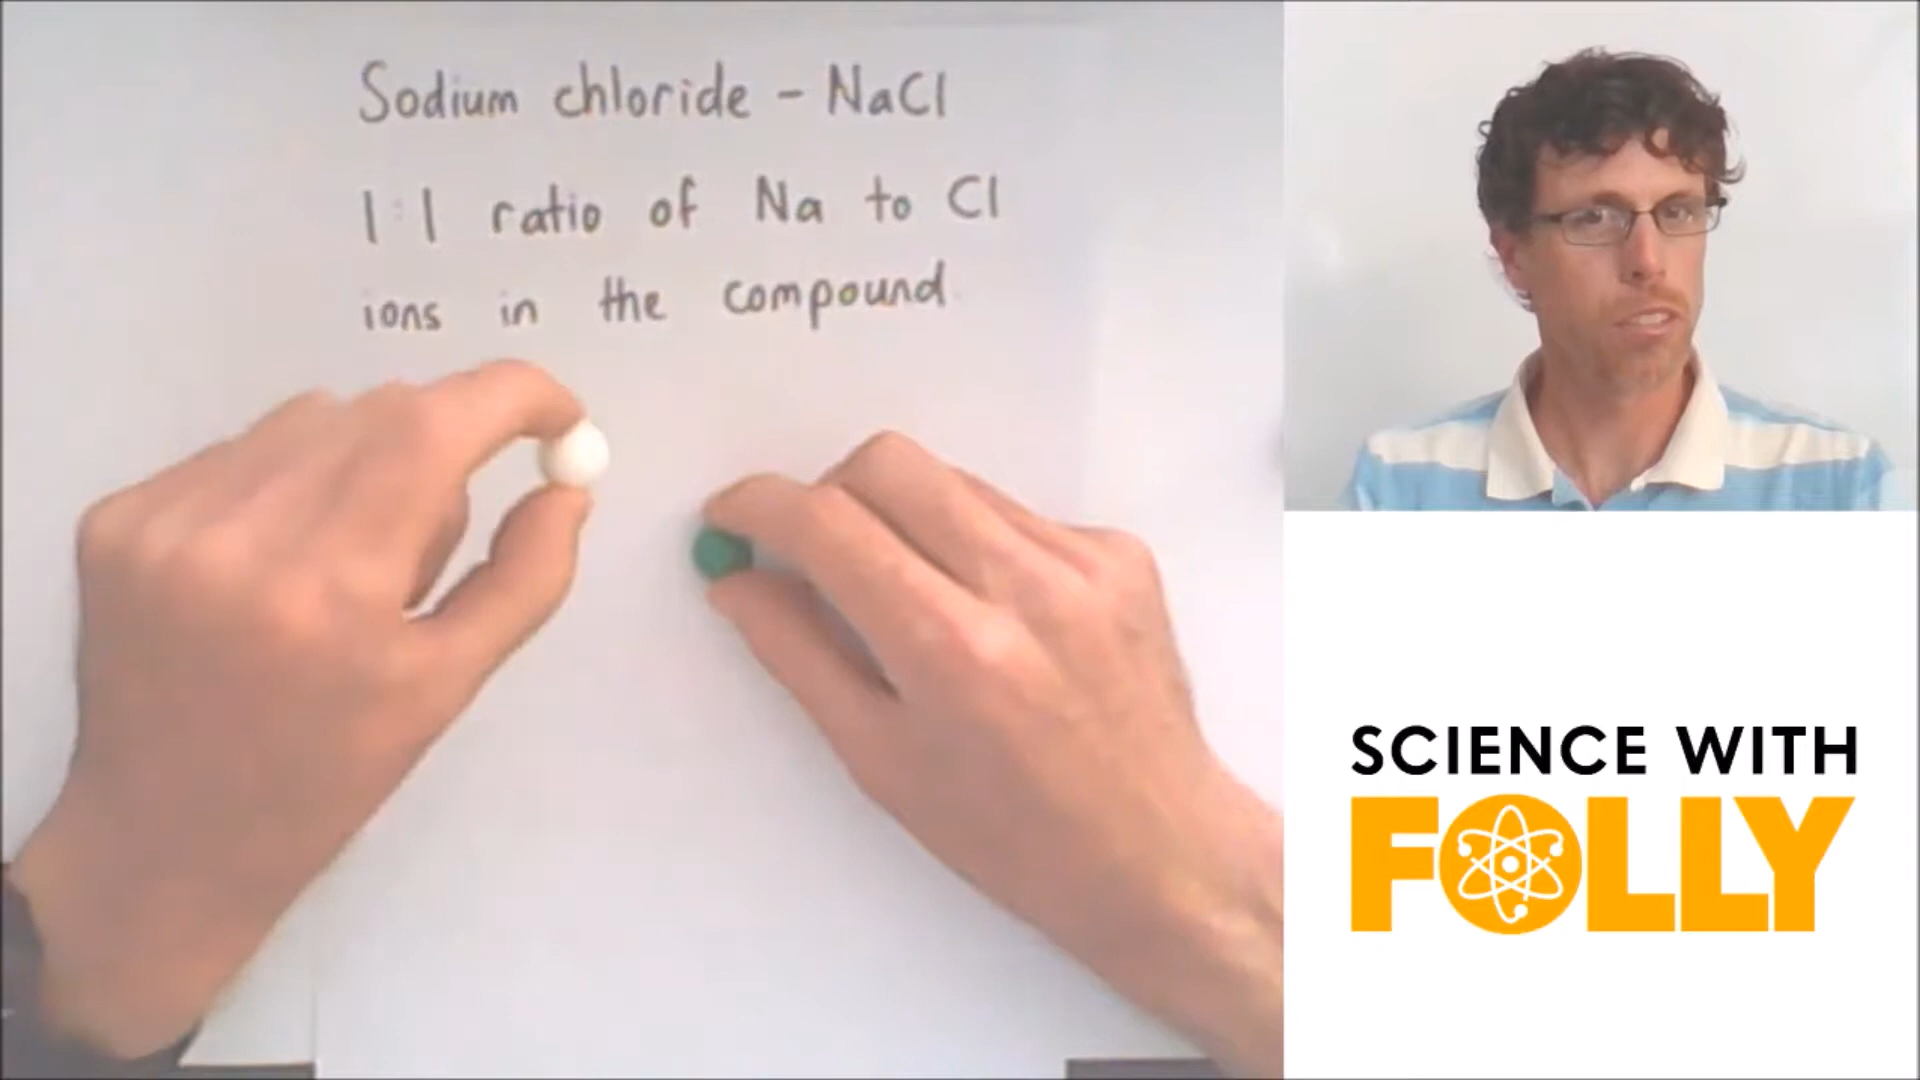 Sodium chloride - NaCl
1:1 ratio of Na to Cl
ions in the compound
SCIENCE WITH
FOLLY